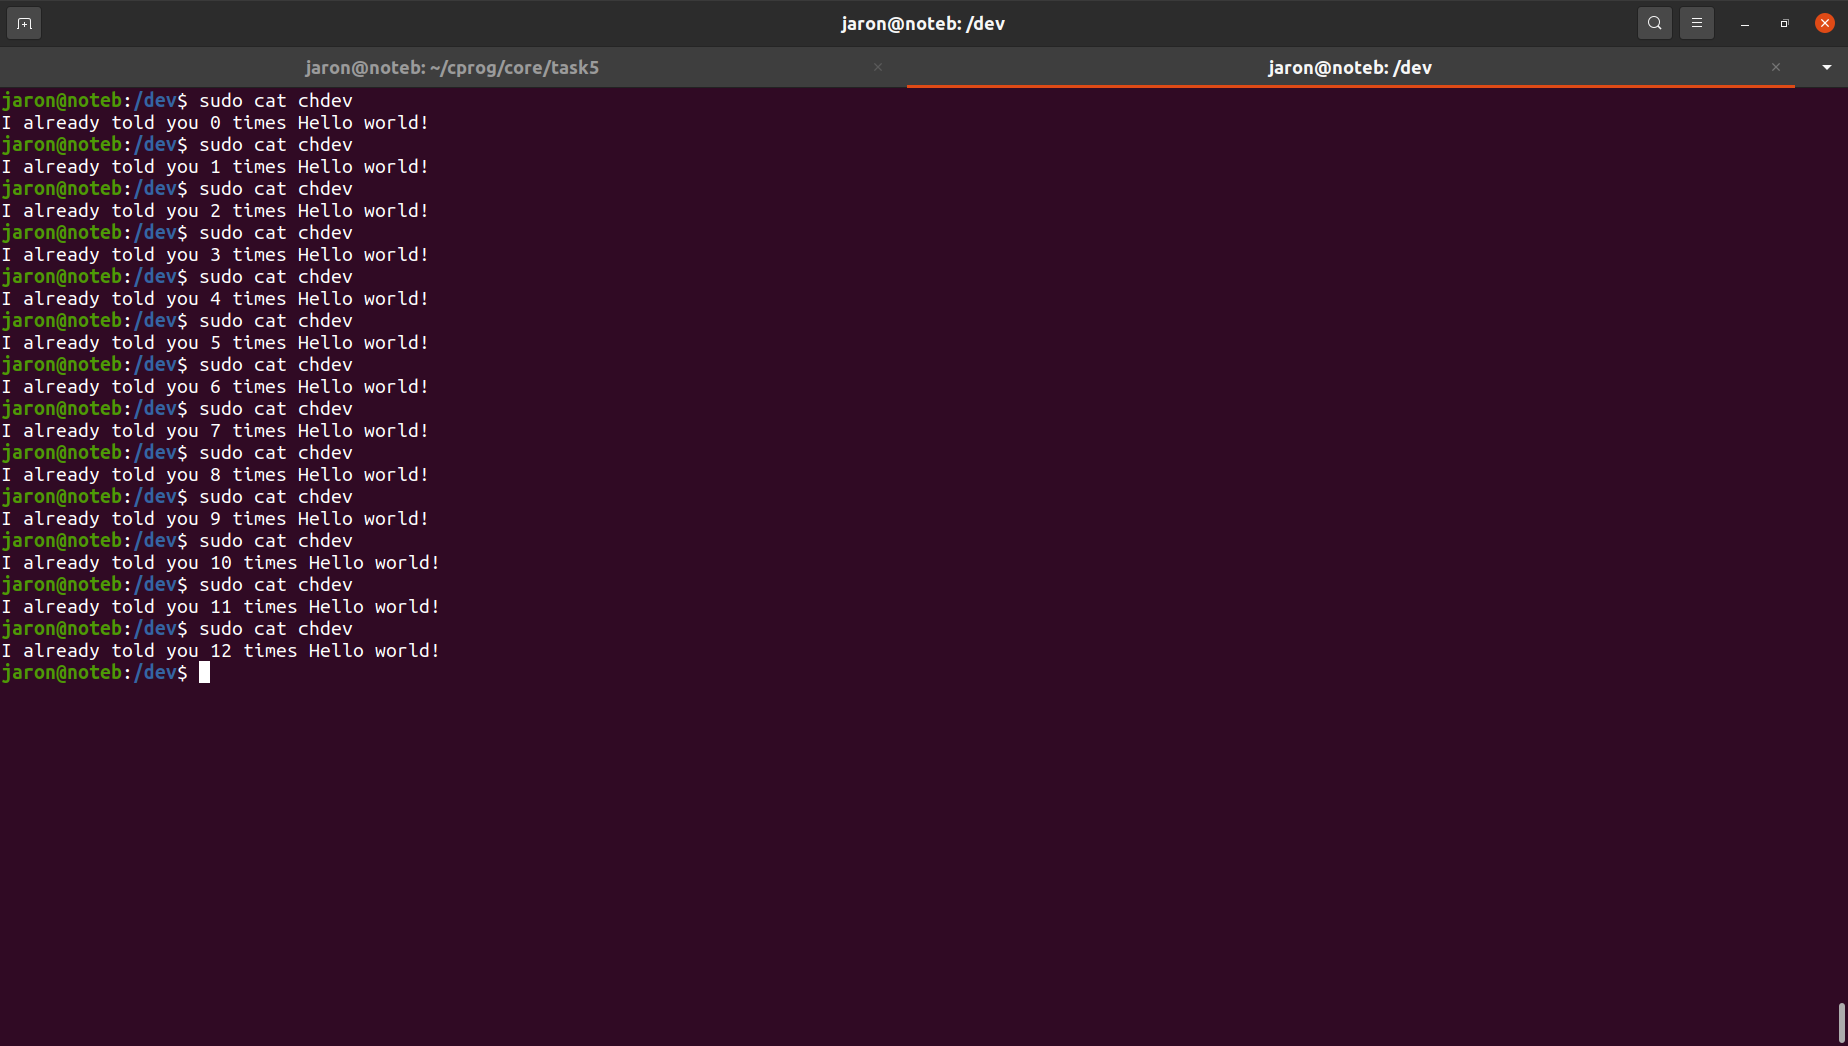 jaron@noteb: /dev
jaron@noteb: ~/cprog/core/task5
jaron@noteb: /dev
jaron@noteb:/dev$ sudo cat chdev
I already told you 0 times Hello world!
jaron@noteb:/dev$ sudo cat chdev
I already told you 1 times Hello world!
jaron@noteb:/dev$ sudo cat chdev
I already told you 2 times Hello world!
jaron@noteb:/dev$ sudo cat chdev
I already told you 3 times Hello world!
jaron@noteb:/dev$ sudo cat chdev
I already told you 4 times Hello world!
jaron@noteb:/dev$ sudo cat chdev
I already told you 5 times Hello world!
jaron@noteb:/dev$ sudo cat chdev
I already told you 6 times Hello world!
jaron@noteb:/dev$ sudo cat chdev
I already told you 7 times Hello world!
jaron@noteb:/dev$ sudo cat chdev
I already told you 8 times Hello world!
jaron@noteb:/dev$ sudo cat chdev
I already told you 9 times Hello world!
jaron@noteb:/dev$ sudo cat chdev
I already told you 10 times Hello world!
jaron@noteb:/dev$ sudo cat chdev
I already told you 11 times Hello world!
jaron@noteb:/dev$ sudo cat chdev
I already told you 12 times Hello world!
jaron@noteb:/dev$